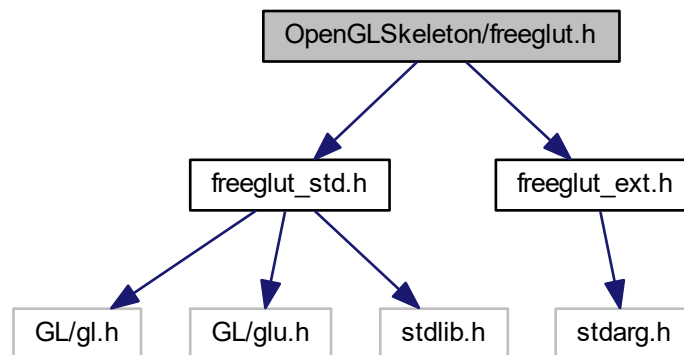 OpenGLSkeleton/freeglut.h
freeglut_std.h
freeglut_ext.h
GL/gl.h
GL/glu.h
stdlib.h
stdarg.h